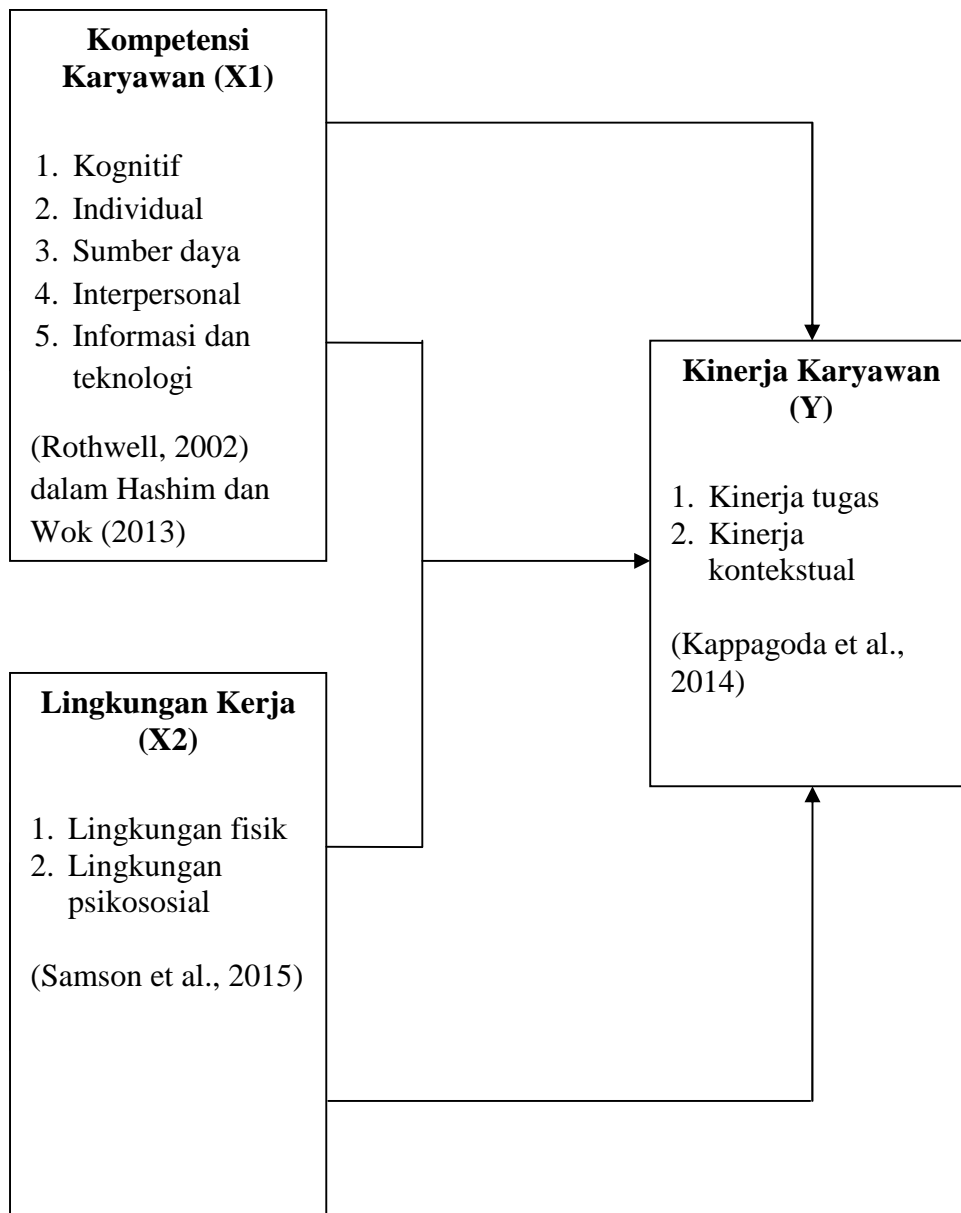 Kompetensi
Karyawan (X1)
1. Kognitif
2. Individual
3. Sumber daya
4. Interpersonal
5. Informasi dan
teknologi
(Rothwell, 2002)
dalam Hashim dan
Wok (2013)
Kinerja Karyawan
(Y)
1. Kinerja tugas
2. Kinerja
kontekstual
(Kappagoda et al.,
2014)
Lingkungan Kerja
(X2)
1. Lingkungan fisik
2. Lingkungan
psikososial
(Samson et al., 2015)